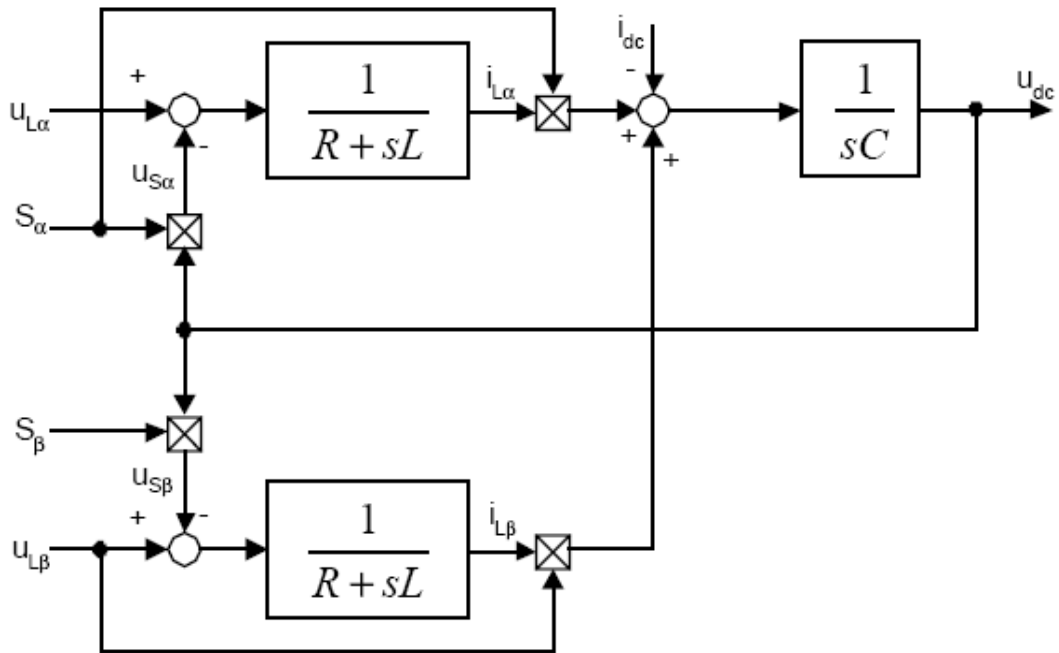 i_dc
-
+
u_Lα
1
R + sL
i_Lα
+
1
sC
u_dc
-
u_Sα
+
S_α
S_β
u_Sβ
+
-
u_Lβ
1
R + sL
i_Lβ